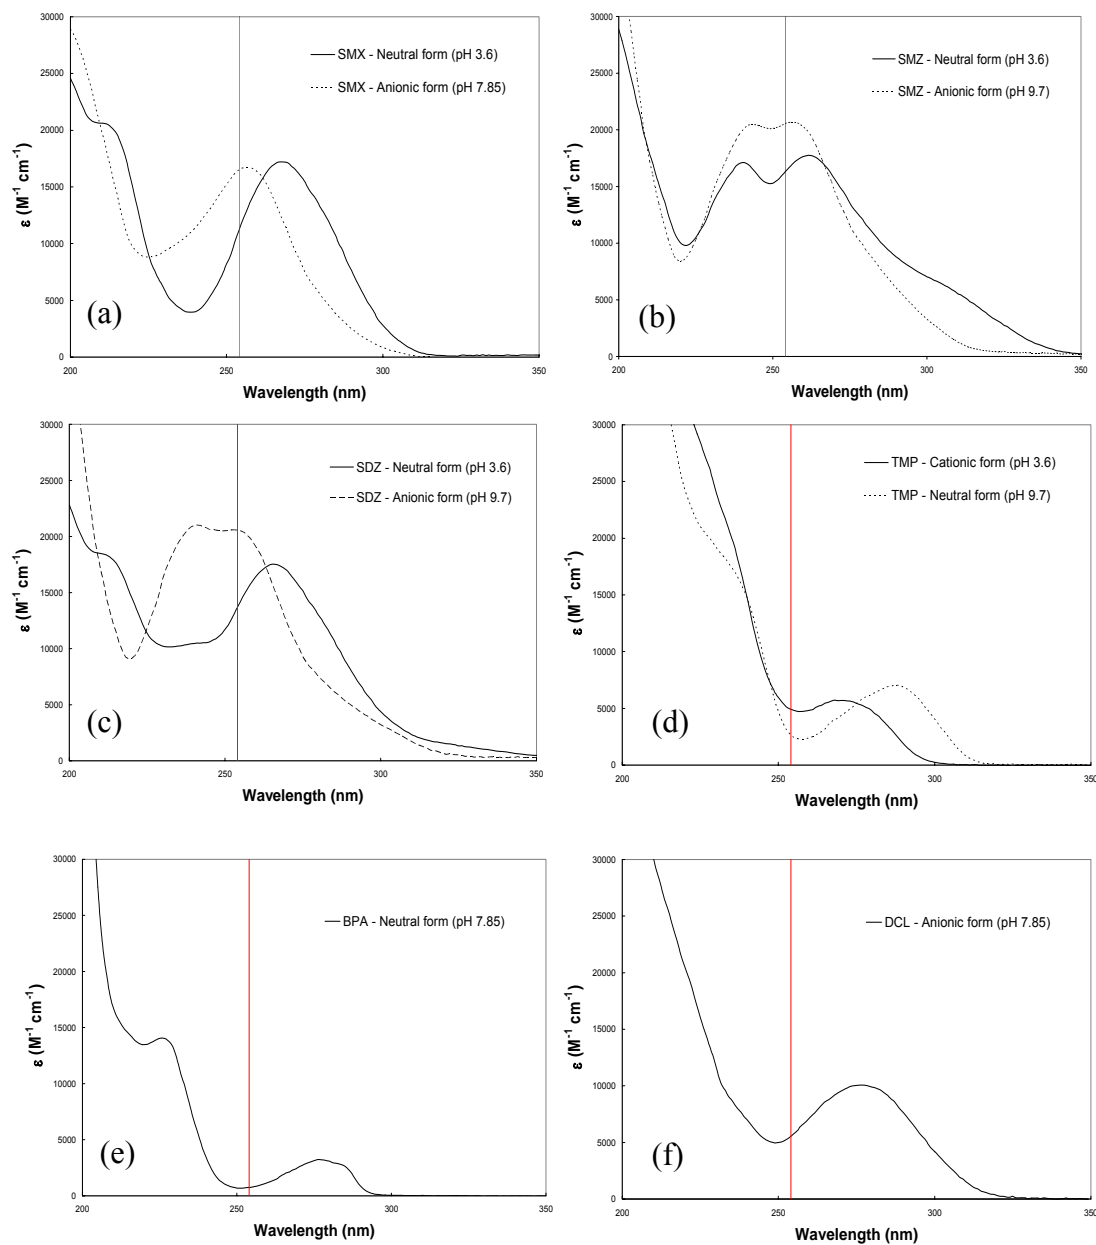 30000
25000
20000
15000
10000
5000
0
200
250
300
350
ε (M⁻¹ cm⁻¹)
Wavelength (nm)
SMX - Neutral form (pH 3.6)
SMX - Anionic form (pH 7.85)
(a)
30000
25000
20000
15000
10000
5000
0
200
250
300
350
ε (M⁻¹ cm⁻¹)
Wavelength (nm)
SMZ - Neutral form (pH 3.6)
SMZ - Anionic form (pH 9.7)
(b)
30000
25000
20000
15000
10000
5000
0
200
250
300
350
ε (M⁻¹ cm⁻¹)
Wavelength (nm)
SDZ - Neutral form (pH 3.6)
SDZ - Anionic form (pH 9.7)
(c)
30000
25000
20000
15000
10000
5000
0
200
250
300
350
ε (M⁻¹ cm⁻¹)
Wavelength (nm)
TMP - Cationic form (pH 3.6)
TMP - Neutral form (pH 9.7)
(d)
30000
25000
20000
15000
10000
5000
0
200
250
300
350
ε (M⁻¹ cm⁻¹)
Wavelength (nm)
BPA - Neutral form (pH 7.85)
(e)
30000
25000
20000
15000
10000
5000
0
200
250
300
350
ε (M⁻¹ cm⁻¹)
Wavelength (nm)
DCL - Anionic form (pH 7.85)
(f)